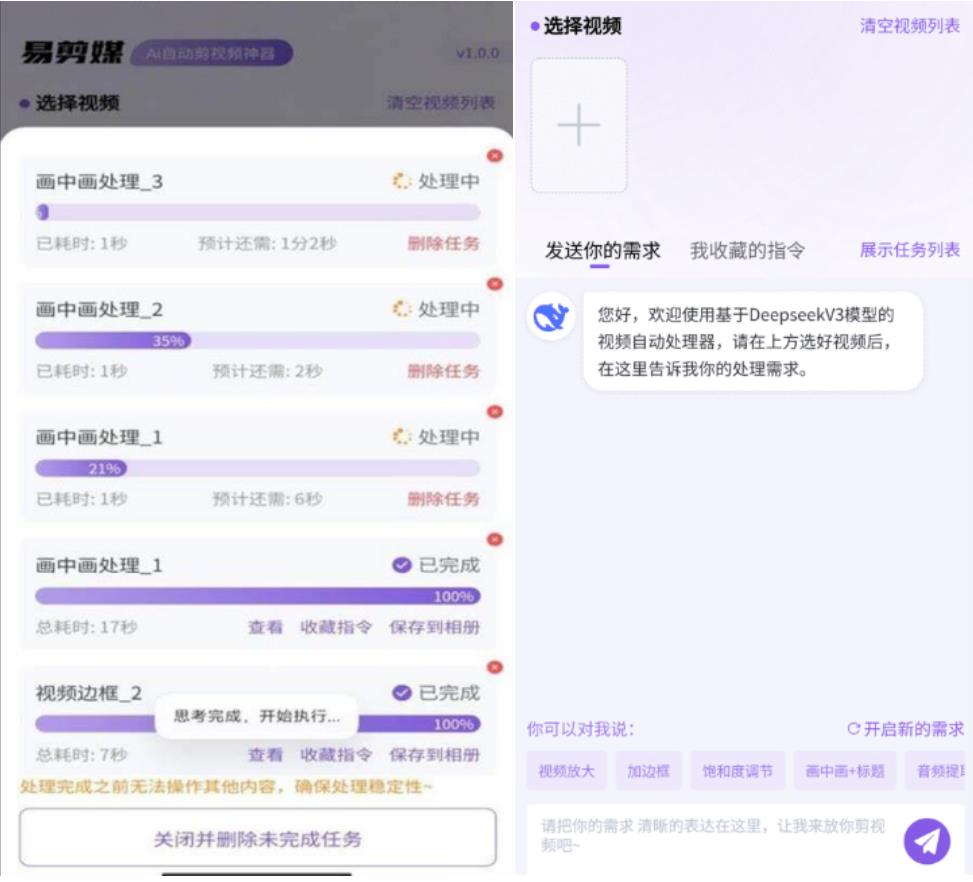 易剪媒 Ai自动剪视频神器 v1.0.0
选择视频 清空视频列表
画中画处理_3 处理中
已耗时: 1秒 预计还需: 1分2秒 删除任务
画中画处理_2 处理中
35%
已耗时: 1秒 预计还需: 2秒 删除任务
画中画处理_1 处理中
21%
已耗时: 1秒 预计还需: 6秒 删除任务
画中画处理_1 已完成
100%
总耗时: 17秒 查看 收藏指令 保存到相册
视频边框_2 已完成
思考完成，开始执行...
100%
总耗时: 7秒 查看 收藏指令 保存到相册
处理完成之前无法操作其他内容，确保处理稳定性~
关闭并删除未完成任务
选择视频 清空视频列表
发送你的需求 我收藏的指令 展示任务列表
您好，欢迎使用基于DeepseekV3模型的
视频自动处理器，请在上方选好视频后，
在这里告诉我你的处理需求。
你可以对我说： 开启新的需求
视频放大 加边框 饱和度调节 画中画+标题 音频提
请把你的需求 清晰的表达在这里，让我来放你剪视
频吧~